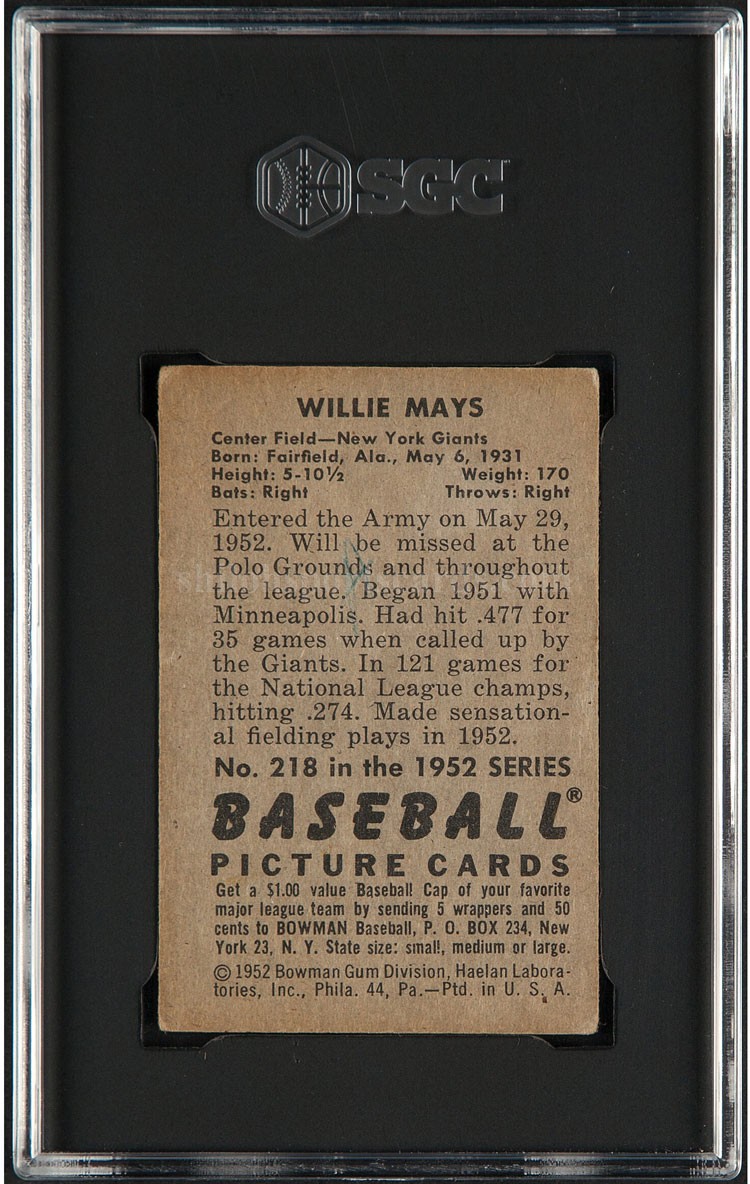 SGC
WILLIE MAYS
Center Field—New York Giants
Born: Fairfield, Ala., May 6, 1931
Height: 5-10½ Weight: 170
Bats: Right Throws: Right
Entered the Army on May 29,
1952. Will be missed at the
Polo Grounds and throughout
the league. Began 1951 with
Minneapolis. Had hit .477 for
35 games when called up by
the Giants. In 121 games for
the National League champs,
hitting .274. Made sensation-
al fielding plays in 1952.
No. 218 in the 1952 SERIES
BASEBALL®
PICTURE CARDS
Get a $1.00 value Baseball Cap of your favorite
major league team by sending 5 wrappers and 50
cents to BOWMAN Baseball, P. O. BOX 234, New
York 23, N. Y. State size: small, medium or large.
© 1952 Bowman Gum Division, Haelan Labora-
tories, Inc., Phila. 44, Pa.—Ptd. in U. S. A.